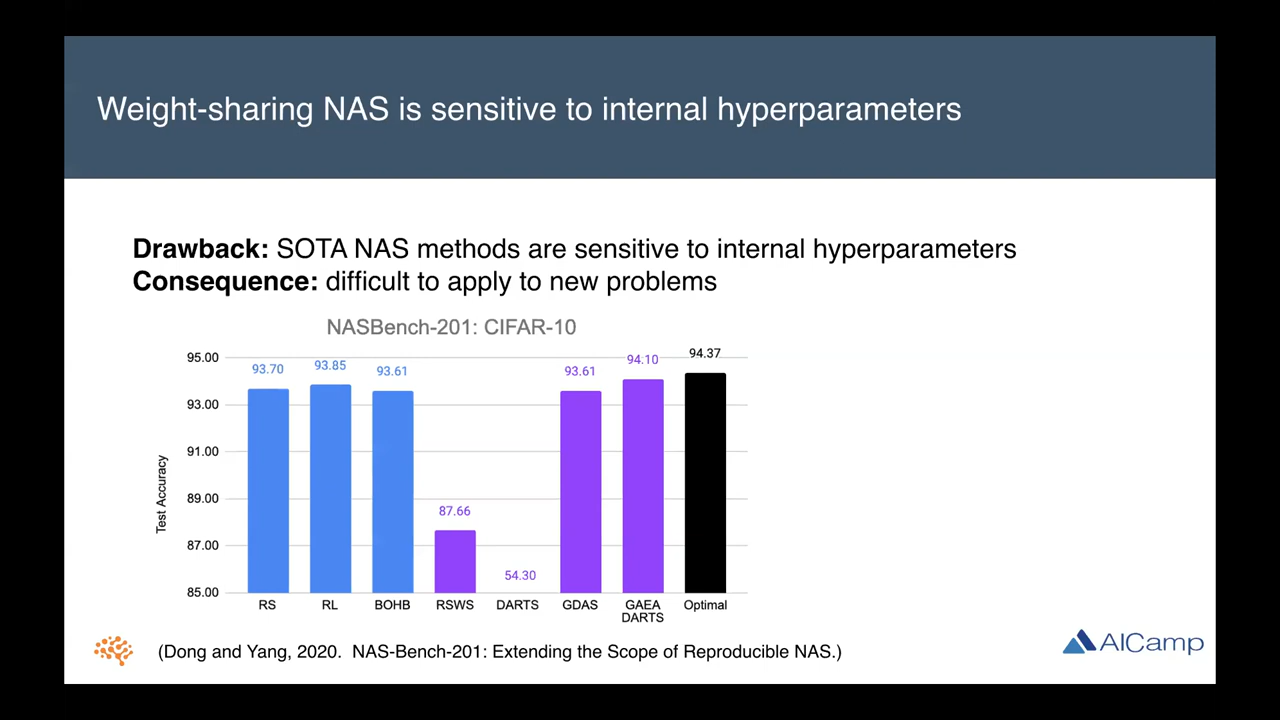 Weight-sharing NAS is sensitive to internal hyperparameters
Drawback: SOTA NAS methods are sensitive to internal hyperparameters
Consequence: difficult to apply to new problems
NASBench-201: CIFAR-10
Test Accuracy
95.00
93.00
91.00
89.00
87.00
85.00
93.70
93.85
93.61
87.66
54.30
93.61
94.10
94.37
RS
RL
BOHB
RSWS
DARTS
GDAS
GAEA
DARTS
Optimal
(Dong and Yang, 2020. NAS-Bench-201: Extending the Scope of Reproducible NAS.)
AICamp